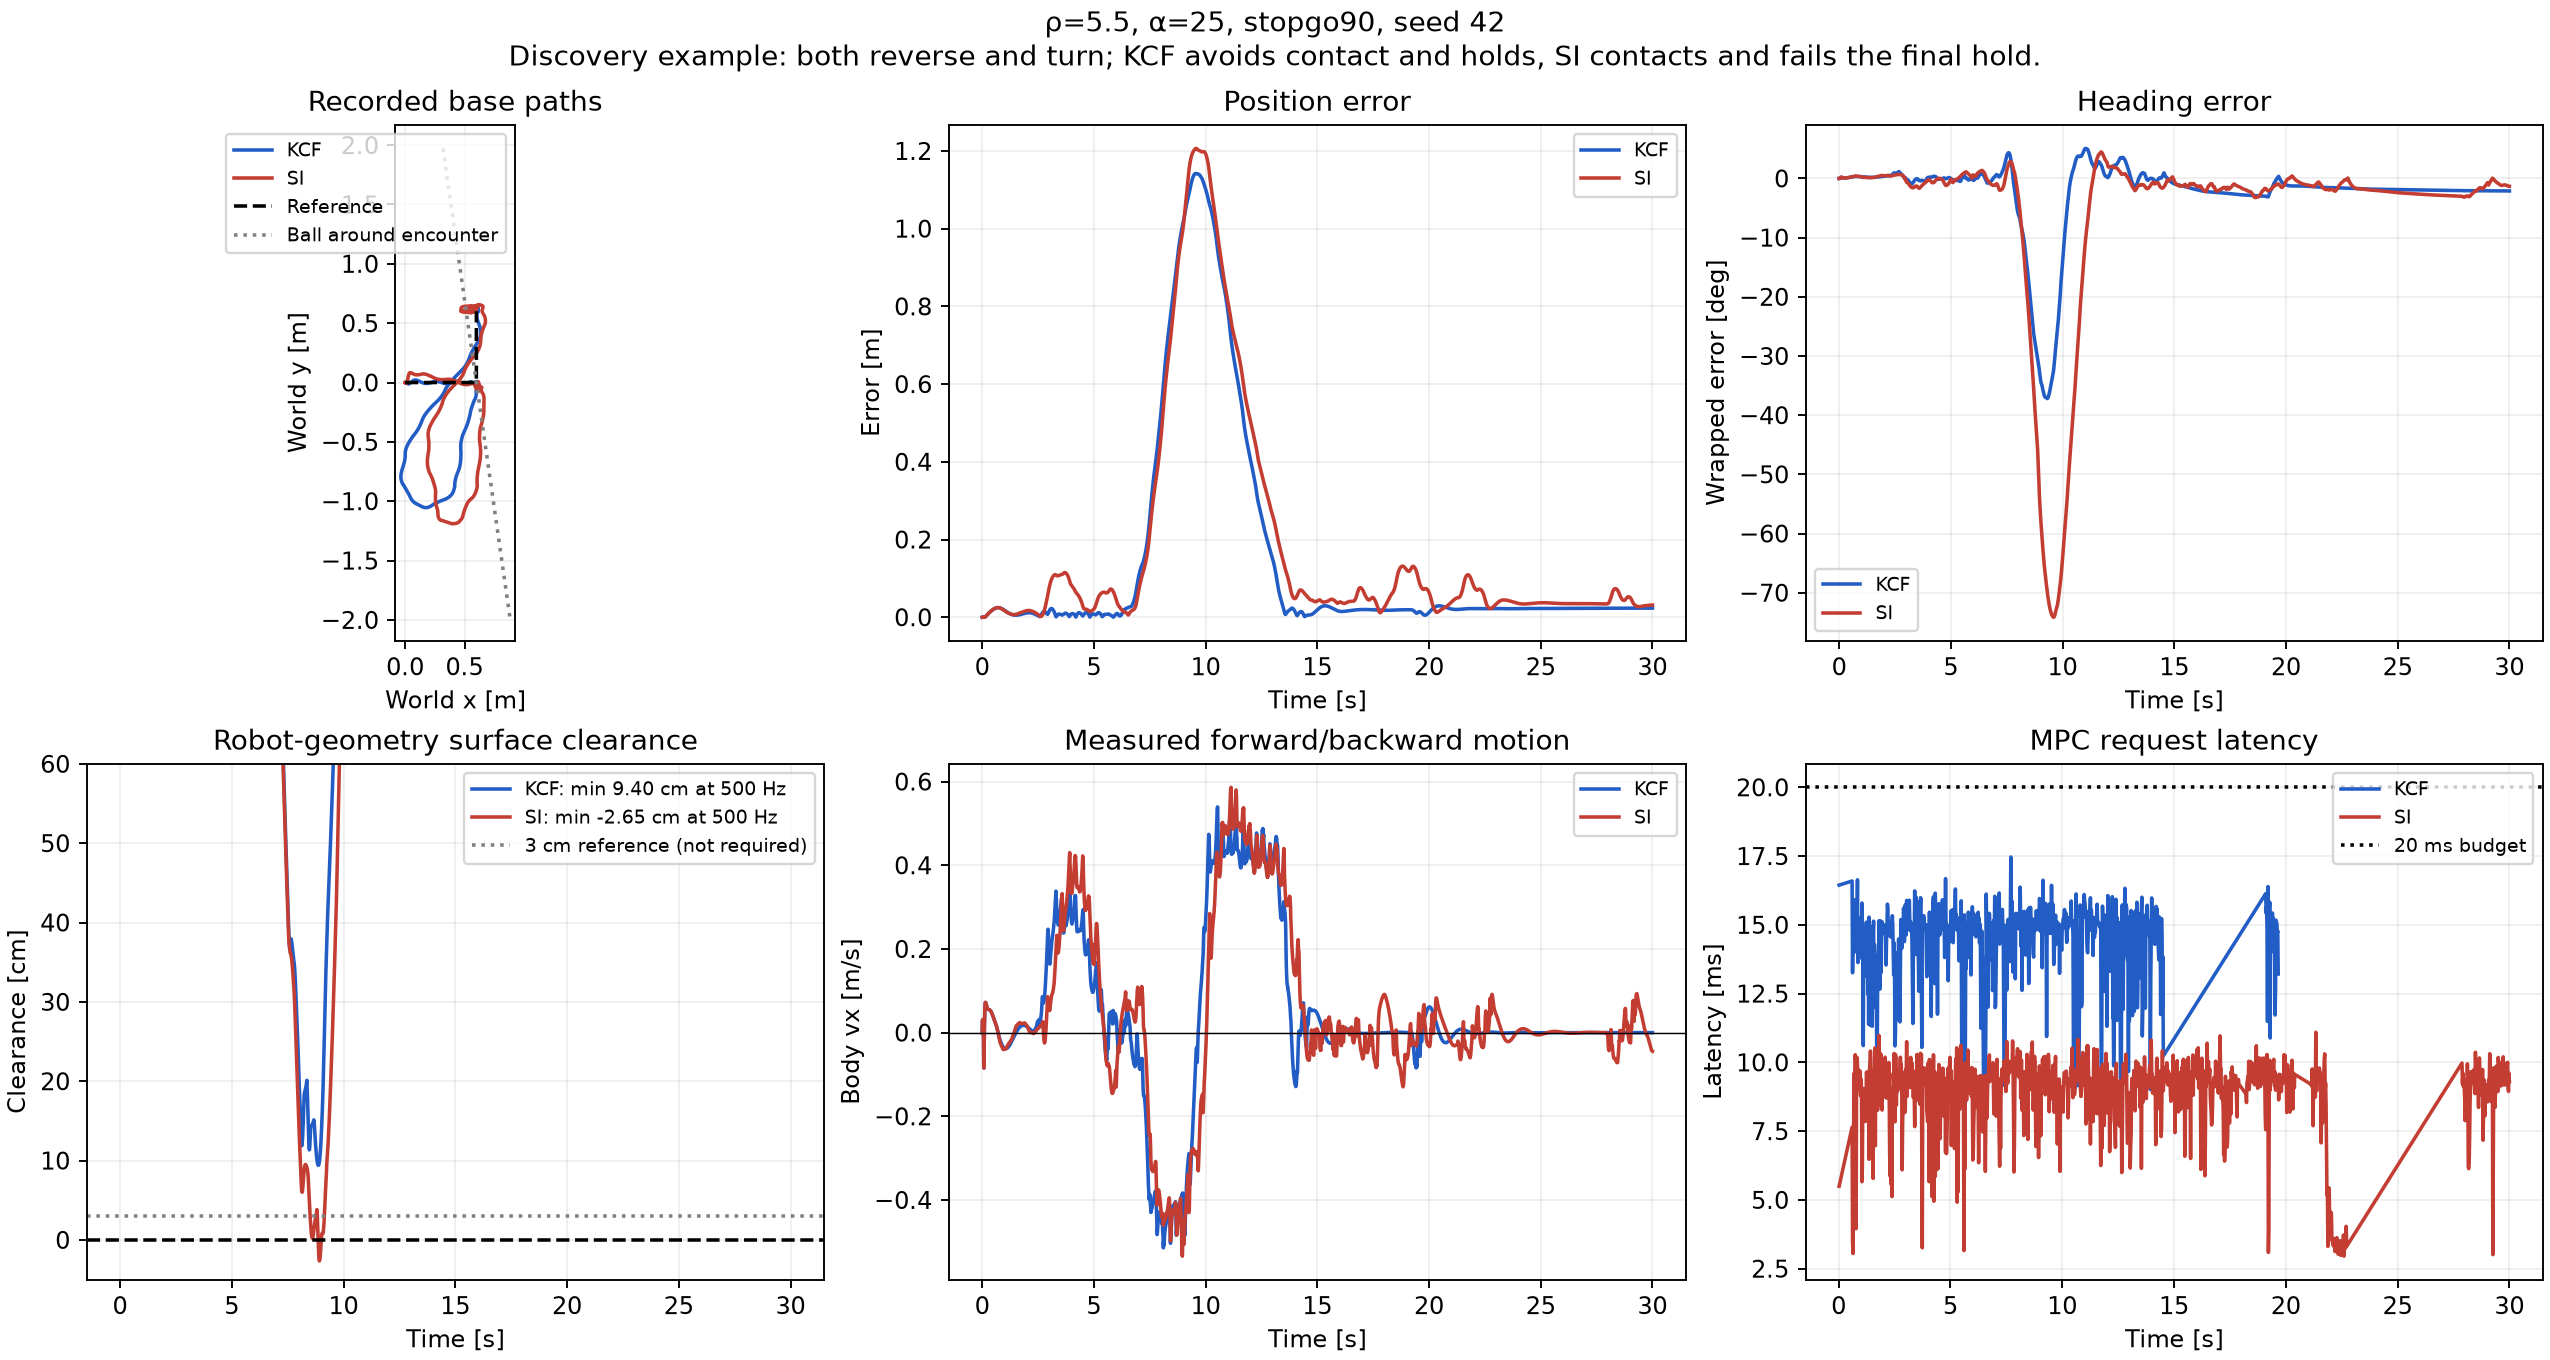 ρ=5.5, α=25, stopgo90, seed 42
Discovery example: both reverse and turn; KCF avoids contact and holds, SI contacts and fails the final hold.
Recorded base paths
KCF
SI
Reference
Ball around encounter
2.0
1.5
1.0
0.5
0.0
−0.5
−1.0
−1.5
−2.0
World y [m]
0.0 0.5
World x [m]
Position error
KCF
SI
1.2
1.0
0.8
0.6
0.4
0.2
0.0
Error [m]
0 5 10 15 20 25 30
Time [s]
Heading error
0
−10
−20
−30
−40
−50
−60
−70
Wrapped error [deg]
KCF
SI
0 5 10 15 20 25 30
Time [s]
Robot-geometry surface clearance
KCF: min 9.40 cm at 500 Hz
SI: min -2.65 cm at 500 Hz
3 cm reference (not required)
60
50
40
30
20
10
0
Clearance [cm]
0 5 10 15 20 25 30
Time [s]
Measured forward/backward motion
KCF
SI
0.6
0.4
0.2
0.0
−0.2
−0.4
Body vx [m/s]
0 5 10 15 20 25 30
Time [s]
MPC request latency
KCF
SI
20 ms budget
20.0
17.5
15.0
12.5
10.0
7.5
5.0
2.5
Latency [ms]
0 5 10 15 20 25 30
Time [s]